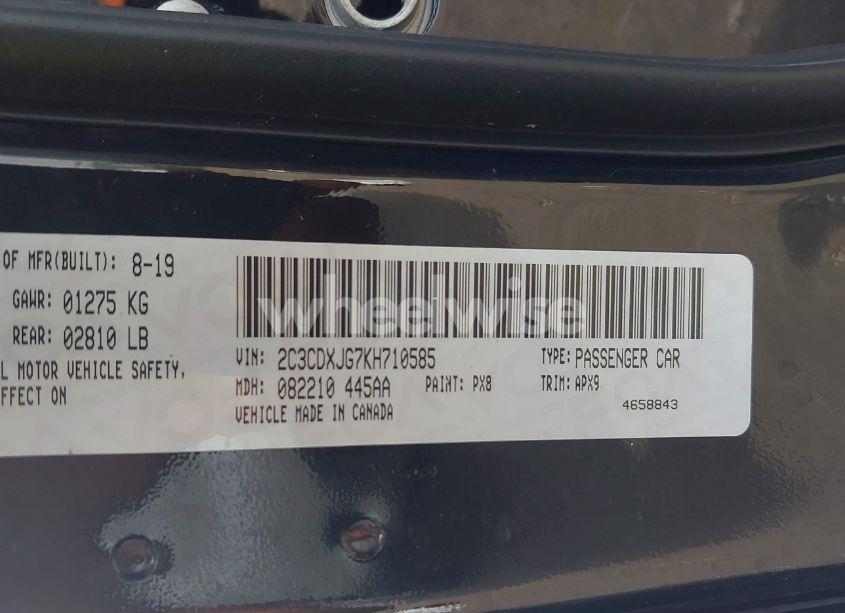 OF MFR(BUILT): 8-19
GAWR: 01275 KG
REAR: 02810 LB
L MOTOR VEHICLE SAFETY,
EFFECT ON
wheelwise
VIN: 2C3CDXJG7KH710585 TYPE: PASSENGER CAR
MDH: 082210 445AA PAINT: PX8 TRIM: APX9
VEHICLE MADE IN CANADA 4658843